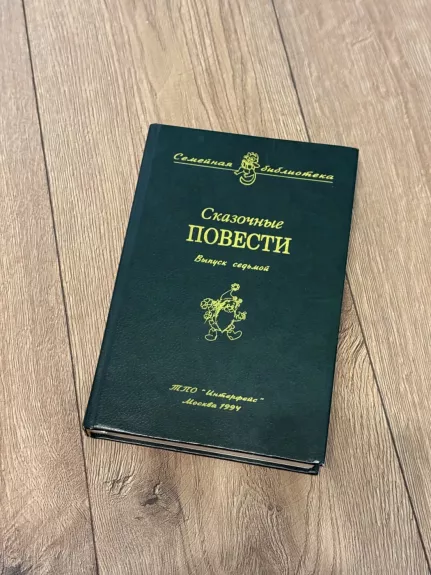 Семейная библиотека
Сказочные
ПОВЕСТИ
Выпуск седьмой
ТПО "Интерфейс"
Москва 1994